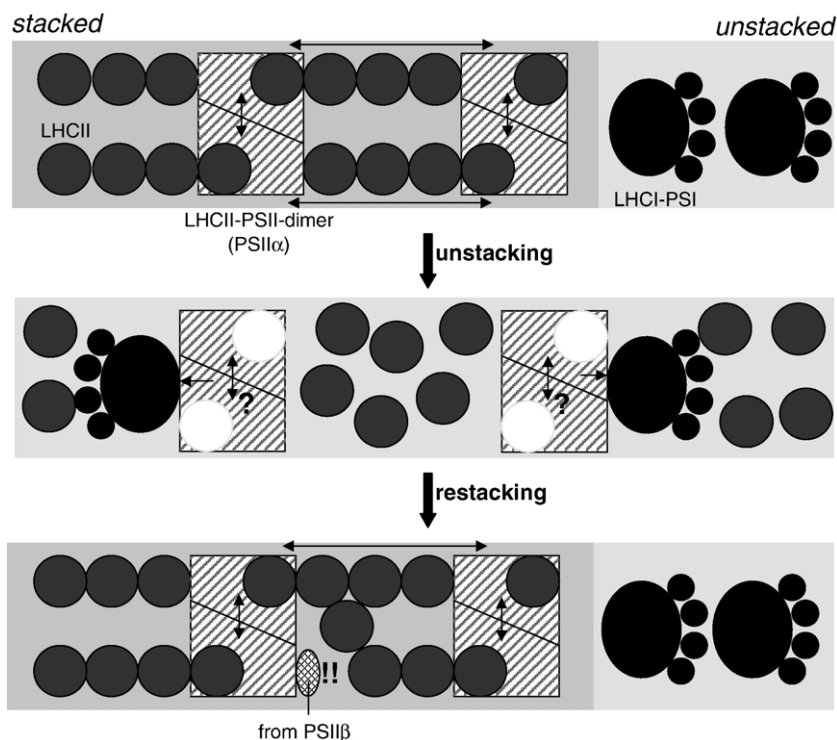 stacked
unstacked
LHCII
LHCI-PSI
LHCII-PSII-dimer
(PSIIα)
unstacking
?
?
restacking
!!
from PSIIβ